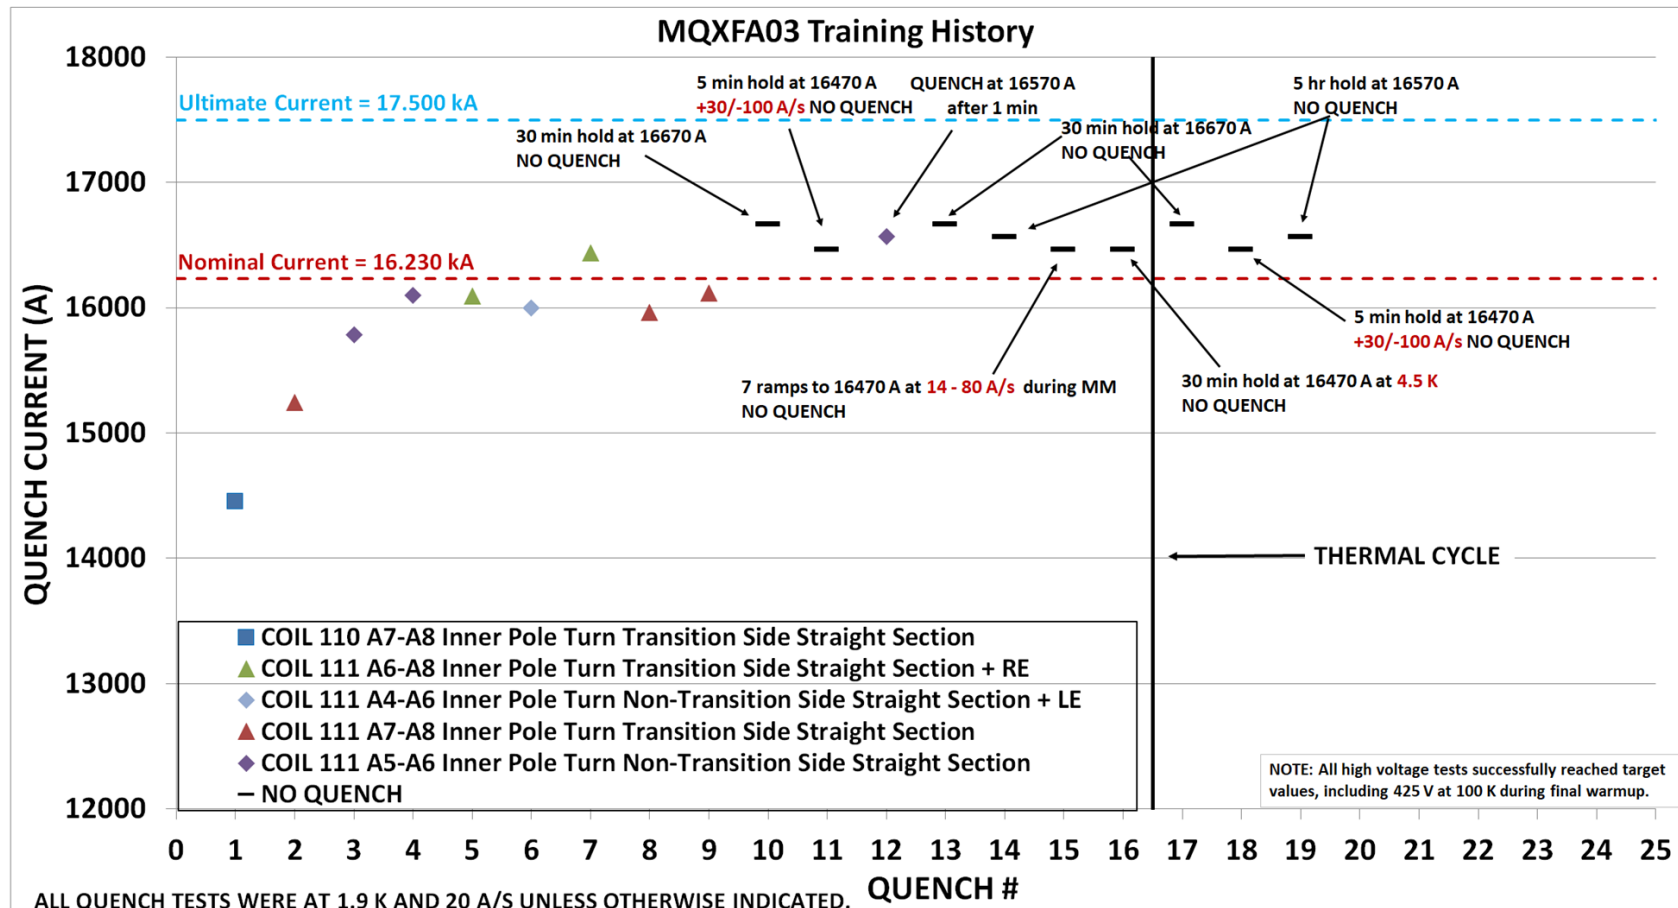 MQXFA03 Training History
18000
17000
16000
15000
14000
13000
12000
QUENCH CURRENT (A)
Ultimate Current = 17.500 kA
Nominal Current = 16.230 kA
30 min hold at 16670 A
NO QUENCH
5 min hold at 16470 A
+30/-100 A/s NO QUENCH
QUENCH at 16570 A
after 1 min
30 min hold at 16670 A
NO QUENCH
5 hr hold at 16570 A
NO QUENCH
7 ramps to 16470 A at 14 - 80 A/s during MM
NO QUENCH
30 min hold at 16470 A at 4.5 K
NO QUENCH
5 min hold at 16470 A
+30/-100 A/s NO QUENCH
THERMAL CYCLE
COIL 110 A7-A8 Inner Pole Turn Transition Side Straight Section
COIL 111 A6-A8 Inner Pole Turn Transition Side Straight Section + RE
COIL 111 A4-A6 Inner Pole Turn Non-Transition Side Straight Section + LE
COIL 111 A7-A8 Inner Pole Turn Transition Side Straight Section
COIL 111 A5-A6 Inner Pole Turn Non-Transition Side Straight Section
NO QUENCH
NOTE: All high voltage tests successfully reached target
values, including 425 V at 100 K during final warmup.
0 1 2 3 4 5 6 7 8 9 10 11 12 13 14 15 16 17 18 19 20 21 22 23 24 25
QUENCH #
ALL QUENCH TESTS WERE AT 1.9 K AND 20 A/S UNLESS OTHERWISE INDICATED.